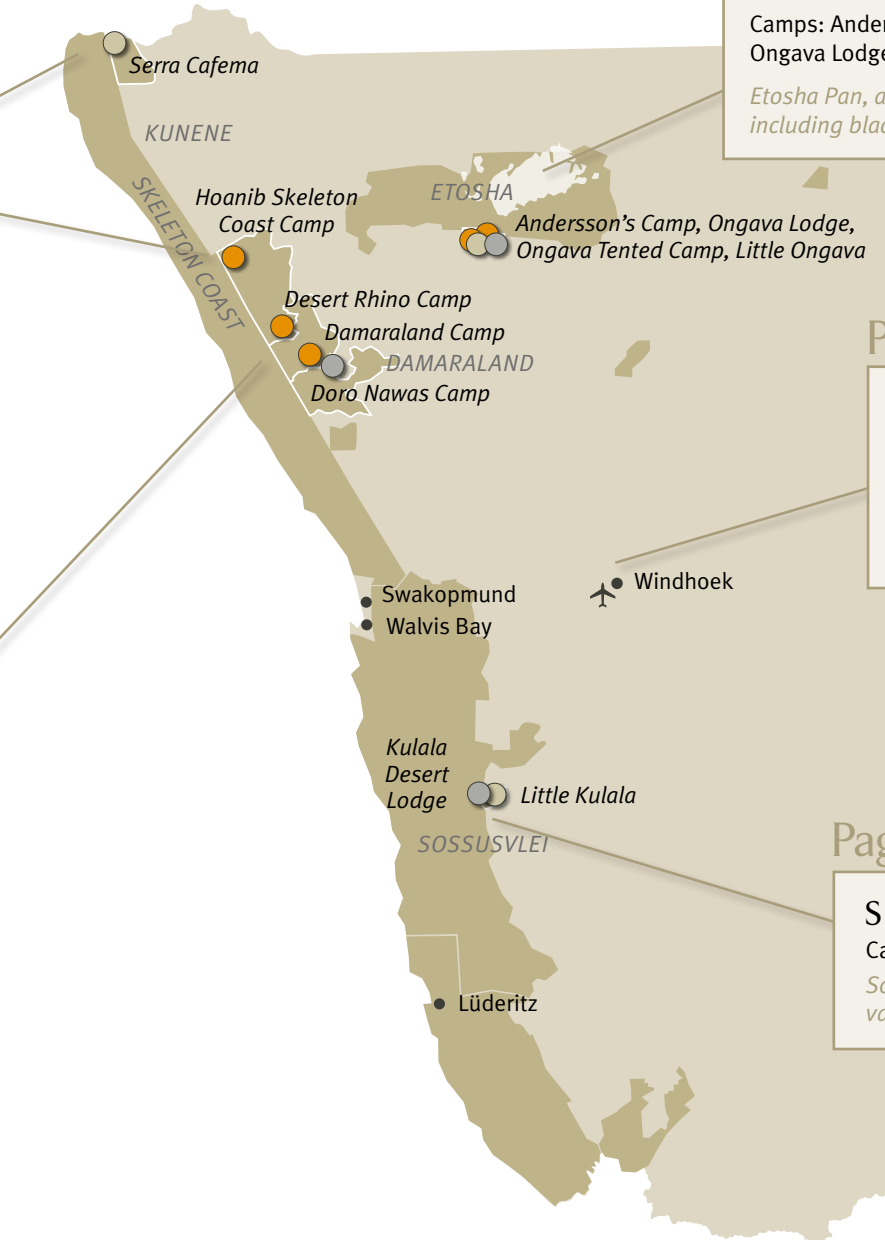 Camps: Ander
Ongava Lodge
Etosha Pan, a
including blac
Serra Cafema
KUNENE
SKELETON COAST
ETOSHA
Hoanib Skeleton
Coast Camp
Andersson's Camp, Ongava Lodge,
Ongava Tented Camp, Little Ongava
Desert Rhino Camp
Damaraland Camp
DAMARALAND
Doro Nawas Camp
P
Windhoek
Swakopmund
Walvis Bay
Kulala
Desert
Lodge
Little Kulala
SOSSUSVLEI
Pag
S
Ca
So
va
Lüderitz